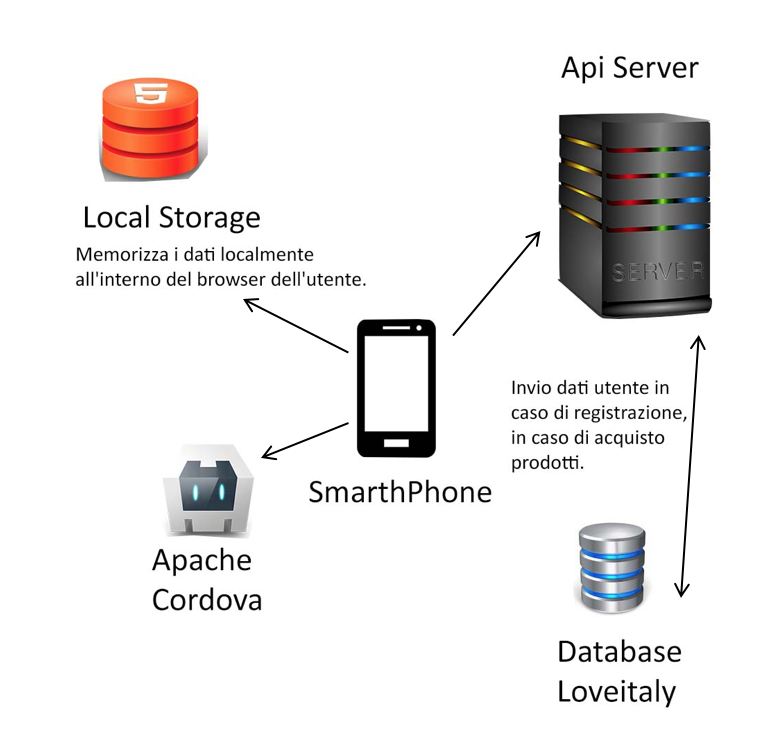 Api Server
5
SERVER
Local Storage
Memorizza i dati localmente
all'interno del browser dell'utente.
Invio dati utente in
caso di registrazione,
in caso di acquisto
prodotti.
SmarthPhone
Apache
Cordova
Database
Loveitaly